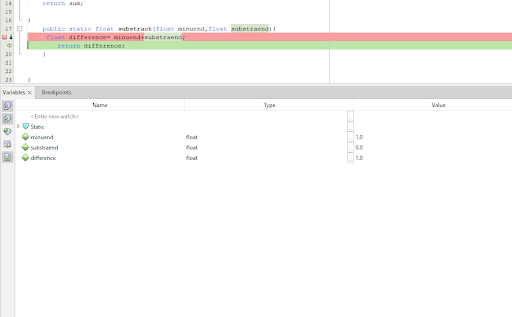 14 return sum;
15
16 }
17 public static float substract(float minuend,float substraend){
float difference= minuend+substraend;
return difference;
20 }
21
22
23 }
Variables × Breakpoints
Name Type Value
<Enter new watch>
Static
minuend float ... 1.0
substraend float ... 0.0
difference float ... 1.0